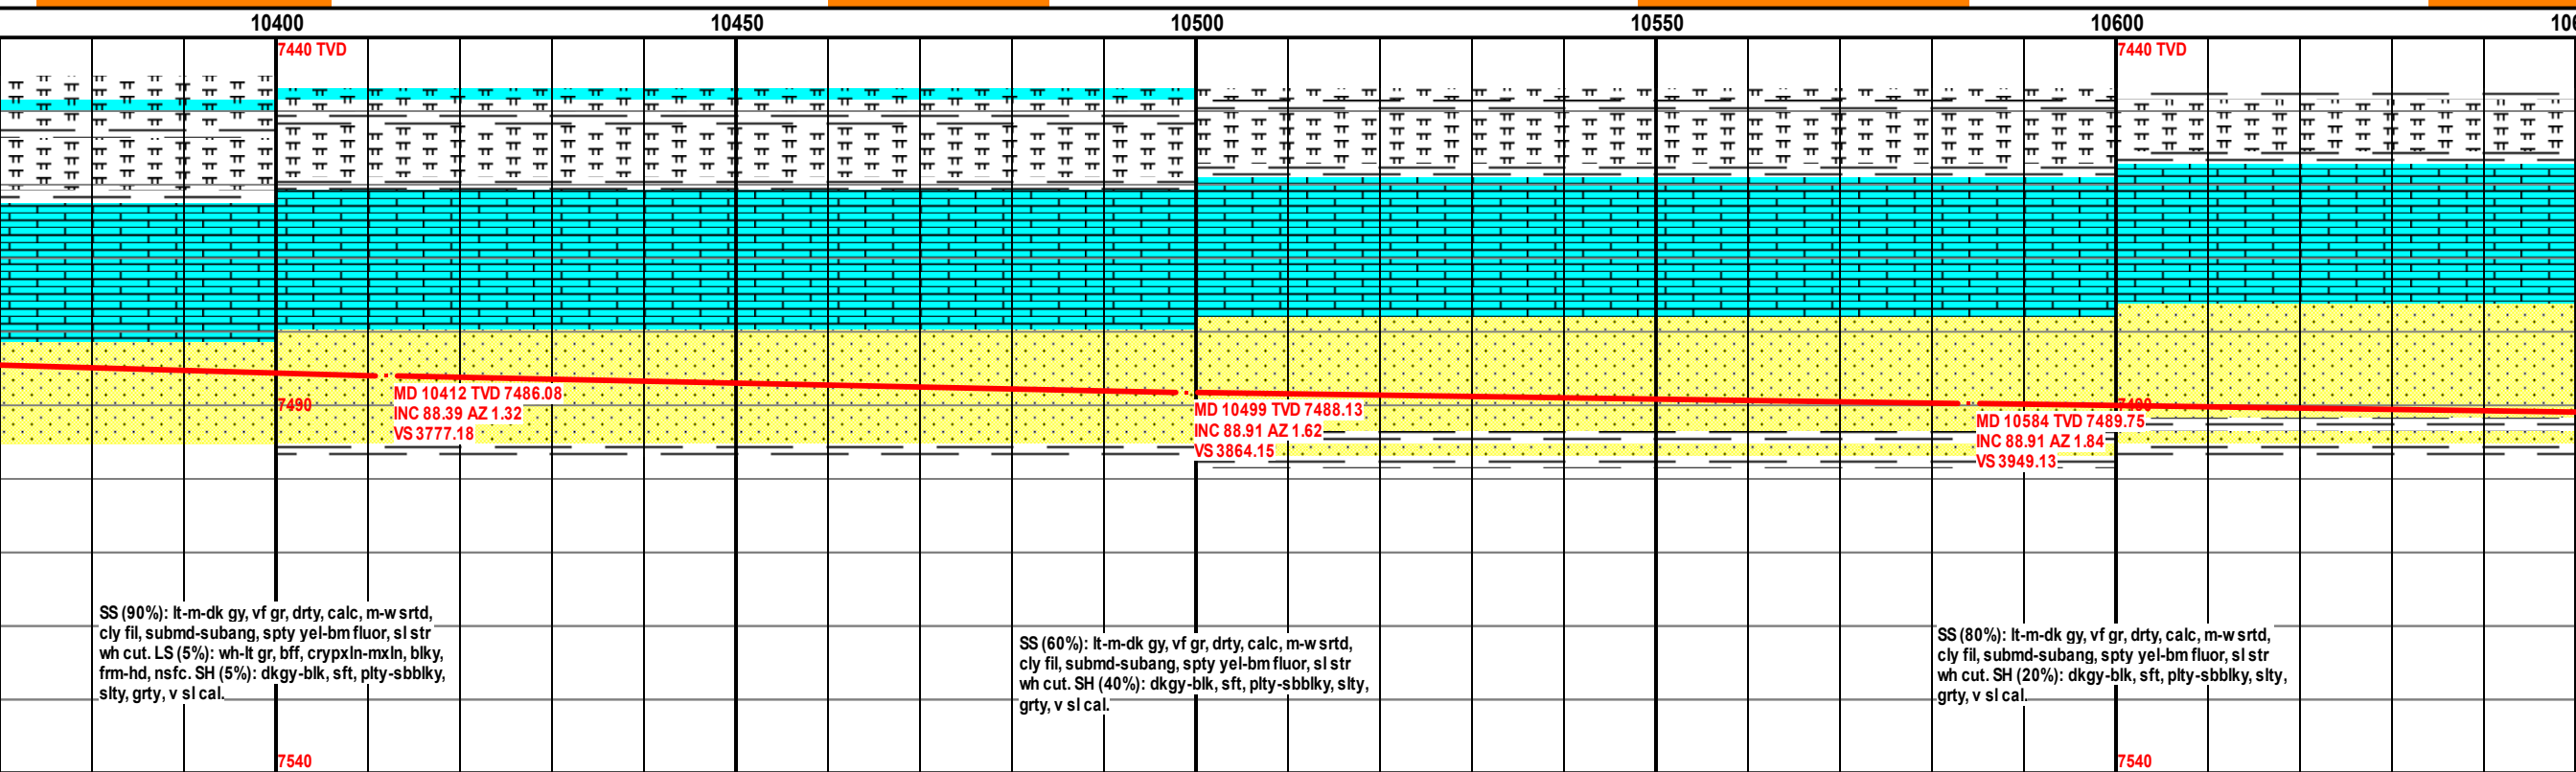 10400
10450
10500
10550
10600
7440 TVD
7440 TVD
MD 10412 TVD 7486.08
INC 88.39 AZ 1.32
VS 3777.18
7490
MD 10499 TVD 7488.13
INC 88.91 AZ 1.62
VS 3864.15
7490
MD 10584 TVD 7489.75
INC 88.91 AZ 1.84
VS 3949.13
SS (90%): lt-m-dk gy, vf gr, drty, calc, m-w srtd,
cly fil, submd-subang, spty yel-bm fluor, sl str
wh cut. LS (5%): wh-lt gr, bff, crypxln-mxln, blky,
frm-hd, nsfc. SH (5%): dkgy-blk, sft, plty-sbblky,
slty, grty, v sl cal.
SS (60%): lt-m-dk gy, vf gr, drty, calc, m-w srtd,
cly fil, submd-subang, spty yel-bm fluor, sl str
wh cut. SH (40%): dkgy-blk, sft, plty-sbblky, slty,
grty, v sl cal.
SS (80%): lt-m-dk gy, vf gr, drty, calc, m-w srtd,
cly fil, submd-subang, spty yel-bm fluor, sl str
wh cut. SH (20%): dkgy-blk, sft, plty-sbblky, slty,
grty, v sl cal.
7540
7540